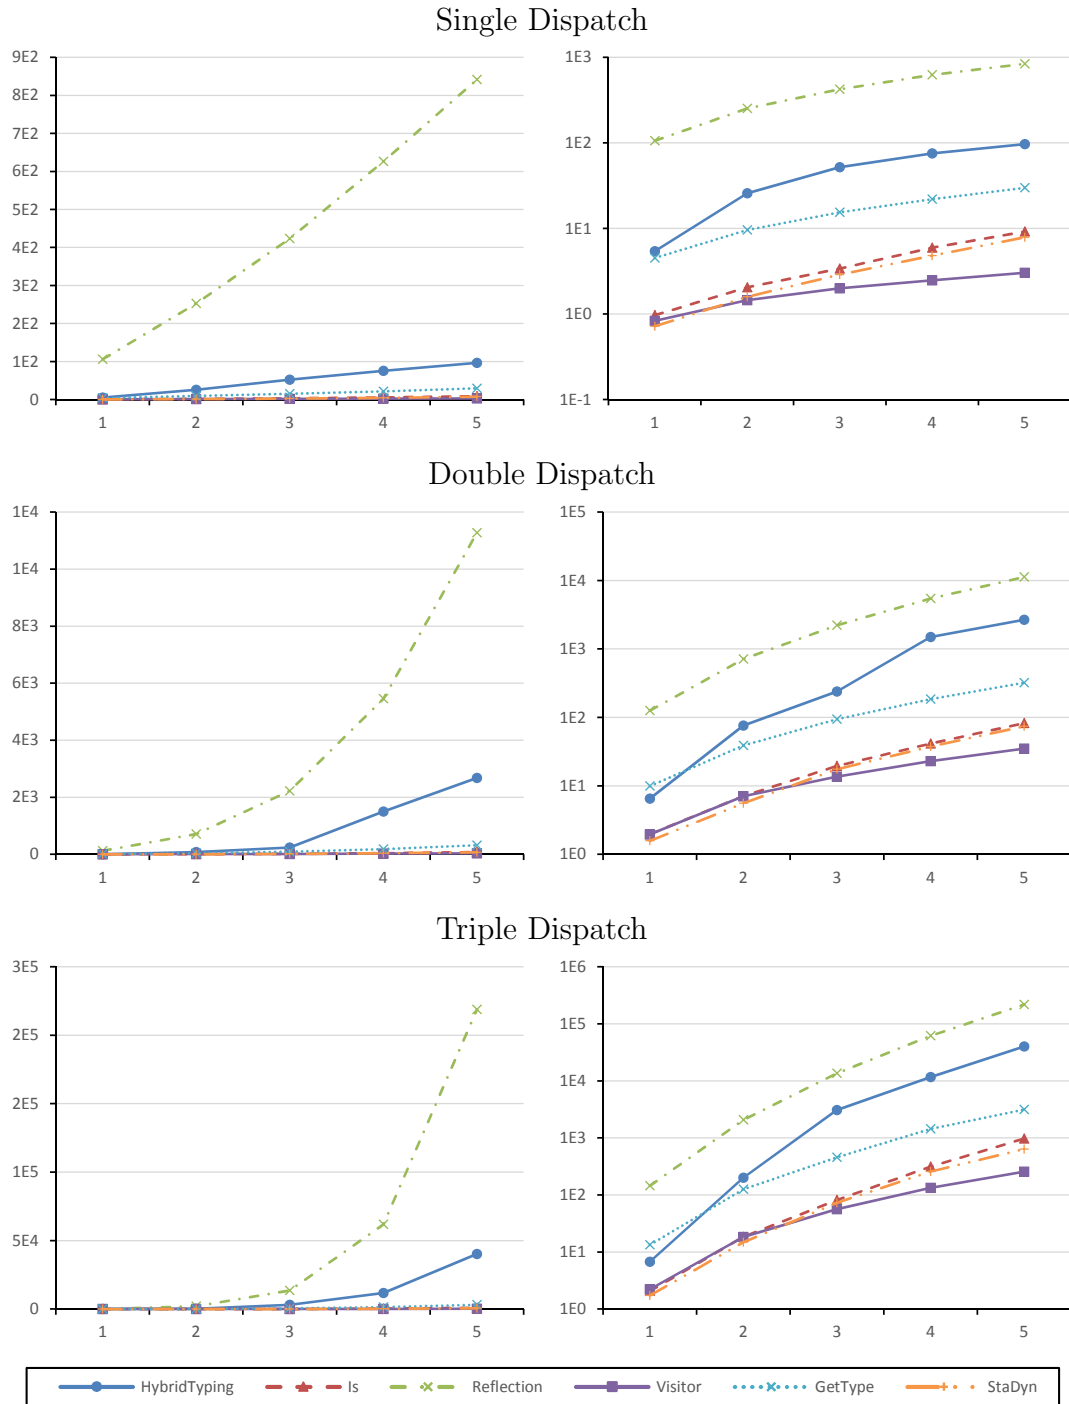 Single Dispatch
9E2
8E2
7E2
6E2
5E2
4E2
3E2
2E2
1E2
0
1 2 3 4 5
1E3
1E2
1E1
1E0
1E-1
1 2 3 4 5
Double Dispatch
1E4
1E4
8E3
6E3
4E3
2E3
0
1 2 3 4 5
1E5
1E4
1E3
1E2
1E1
1E0
1 2 3 4 5
Triple Dispatch
3E5
2E5
2E5
1E5
5E4
0
1 2 3 4 5
1E6
1E5
1E4
1E3
1E2
1E1
1E0
1 2 3 4 5
HybridTyping Is Reflection Visitor GetType StaDyn